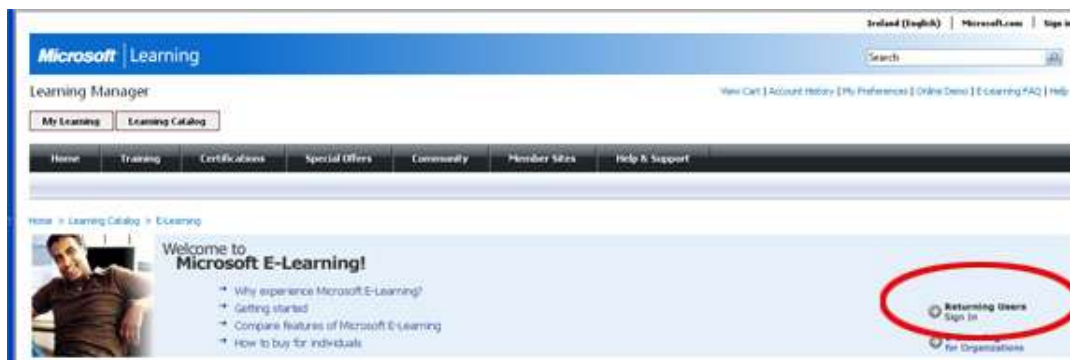 Ireland (English) | Microsoft.com | Sign in
Microsoft | Learning
Search
Learning Manager
View Cart | Account History | My Preferences | Online Demo | E-Learning FAQ | Help
My Learning
Learning Catalog
Home
Training
Certifications
Special Offers
Community
Member Sites
Help & Support
Home > Learning Catalog > E-Learning
Welcome to
Microsoft E-Learning!
Why experience Microsoft E-Learning?
Getting started
Compare features of Microsoft E-Learning
How to buy for individuals
Returning Users
Sign In
for Organizations